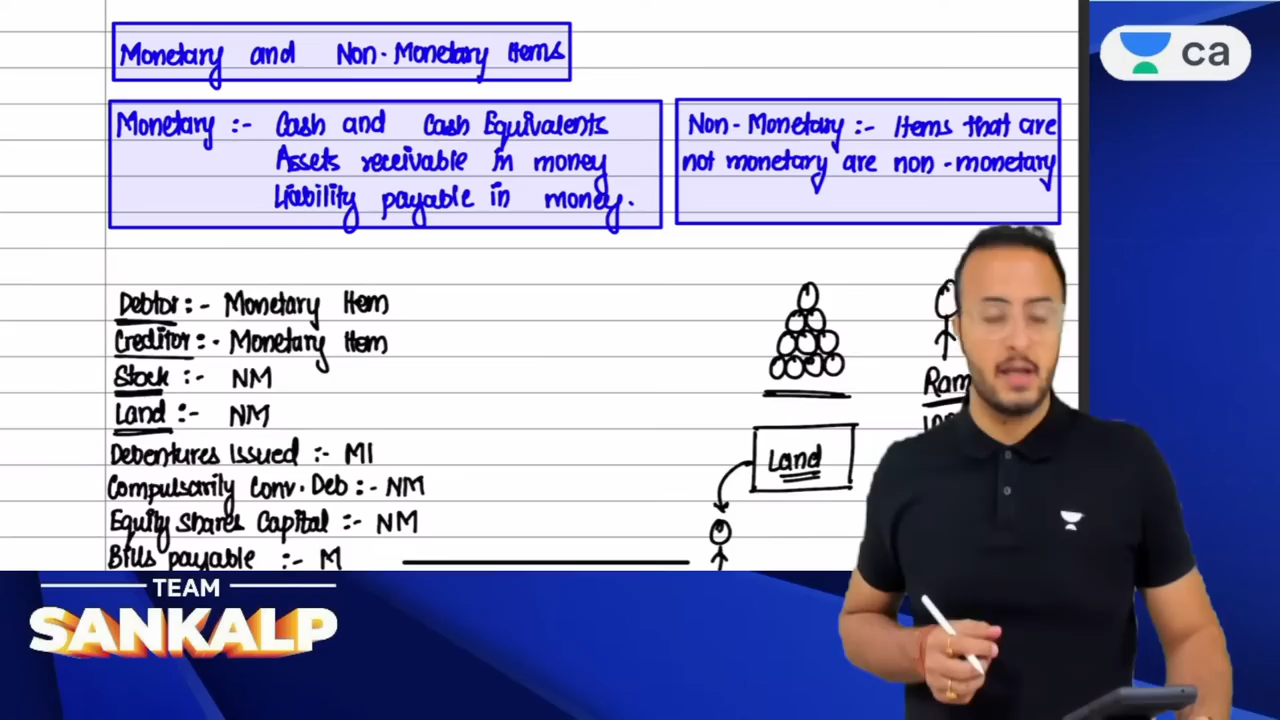 Monetary and Non-Monetary Items
Monetary :- Cash and Cash Equivalents
Assets receivable in money
Liability payable in money.
Non-Monetary :- Items that are
not monetary are non-monetary
Debtor :- Monetary Item
Creditor :- Monetary Item
Stock :- NM
Land :- NM
Debentures Issued :- MI
Compulsarily Conv. Deb :- NM
Equity Shares Capital :- NM
Bills payable :- M
Land
Ram
ca
TEAM
SANKALP